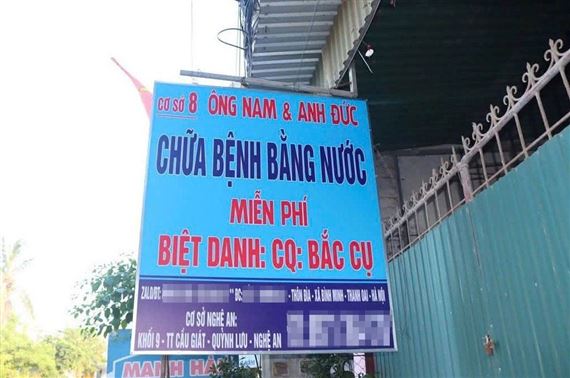 CƠ SỞ 8 ÔNG NAM & ANH ĐỨC
CHỮA BỆNH BẰNG NƯỚC
MIỄN PHÍ
BIỆT DANH: CQ: BẮC CỤ
ZALO/ĐT: ĐC: - THÔN ĐÌA - XÃ BÌNH MINH - THANH OAI - HÀ NỘI
CƠ SỞ NGHỆ AN:
KHỐI 9 - TT CẦU GIÁT - QUỲNH LƯU - NGHỆ AN
MẠNH HÀ